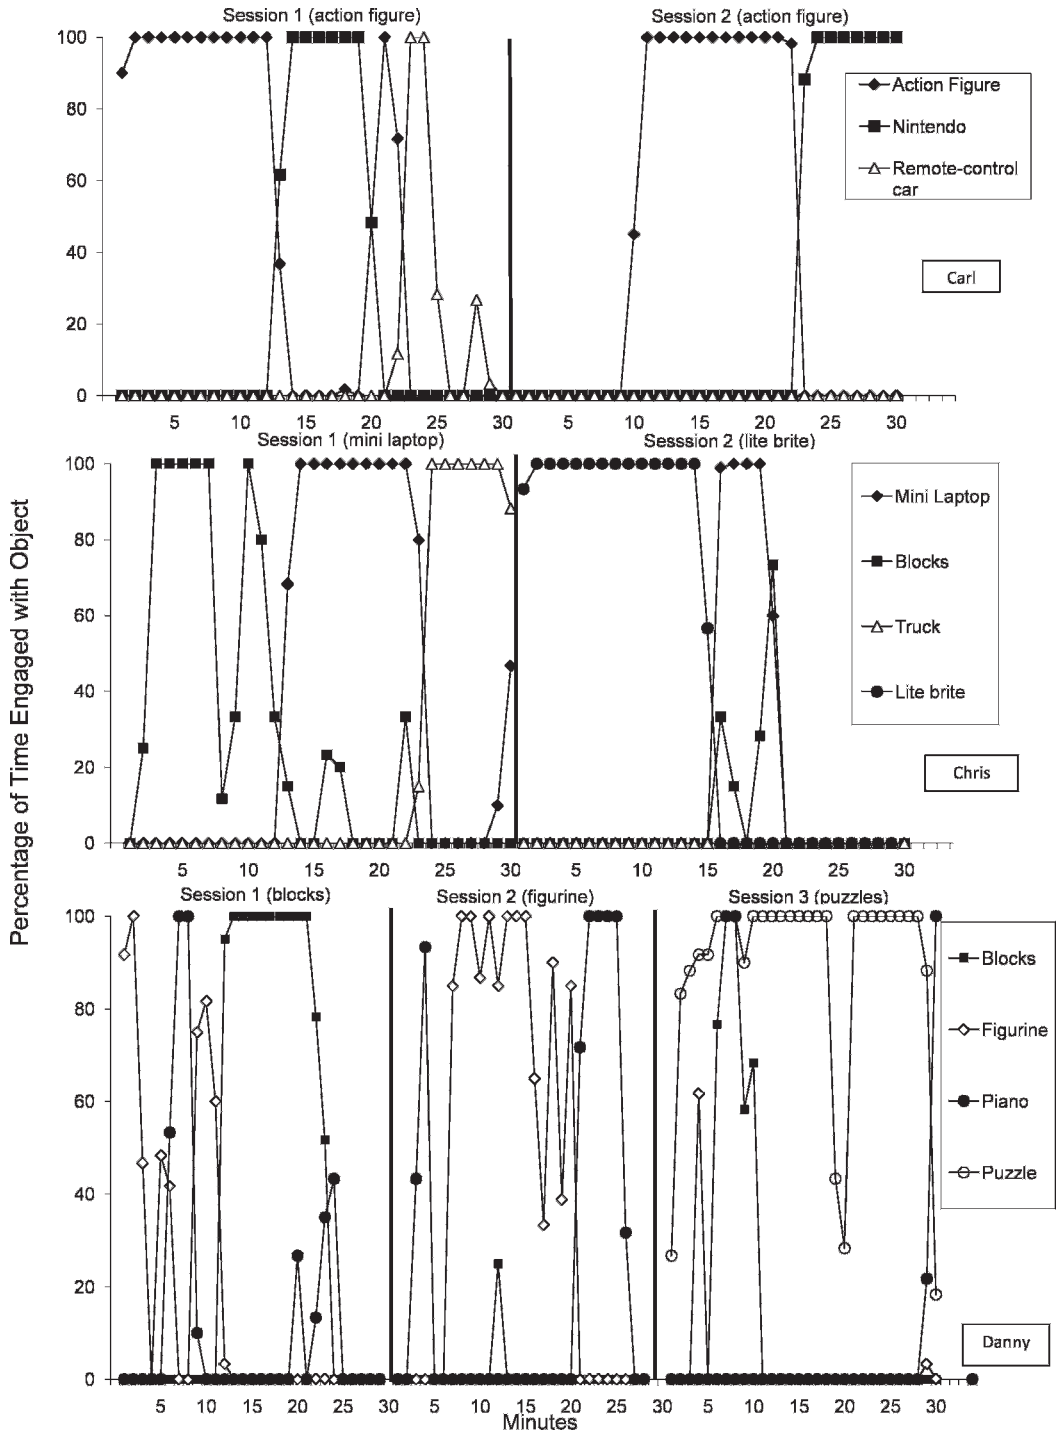 Session 1 (action figure) Session 2 (action figure)
100
80
60
40
20
0
Action Figure
Nintendo
Remote-control
car
Carl
5 10 15 20 25 30 5 10 15 20 25 30
Session 1 (mini laptop) Sesssion 2 (lite brite)
100
80
60
40
20
0
Mini Laptop
Blocks
Truck
Lite brite
Chris
5 10 15 20 25 30 5 10 15 20 25 30
Percentage of Time Engaged with Object
Session 1 (blocks) Session 2 (figurine) Session 3 (puzzles)
100
80
60
40
20
0
Blocks
Figurine
Piano
Puzzle
Danny
5 10 15 20 25 30 5 10 15 20 25 30 5 10 15 20 25 30
Minutes